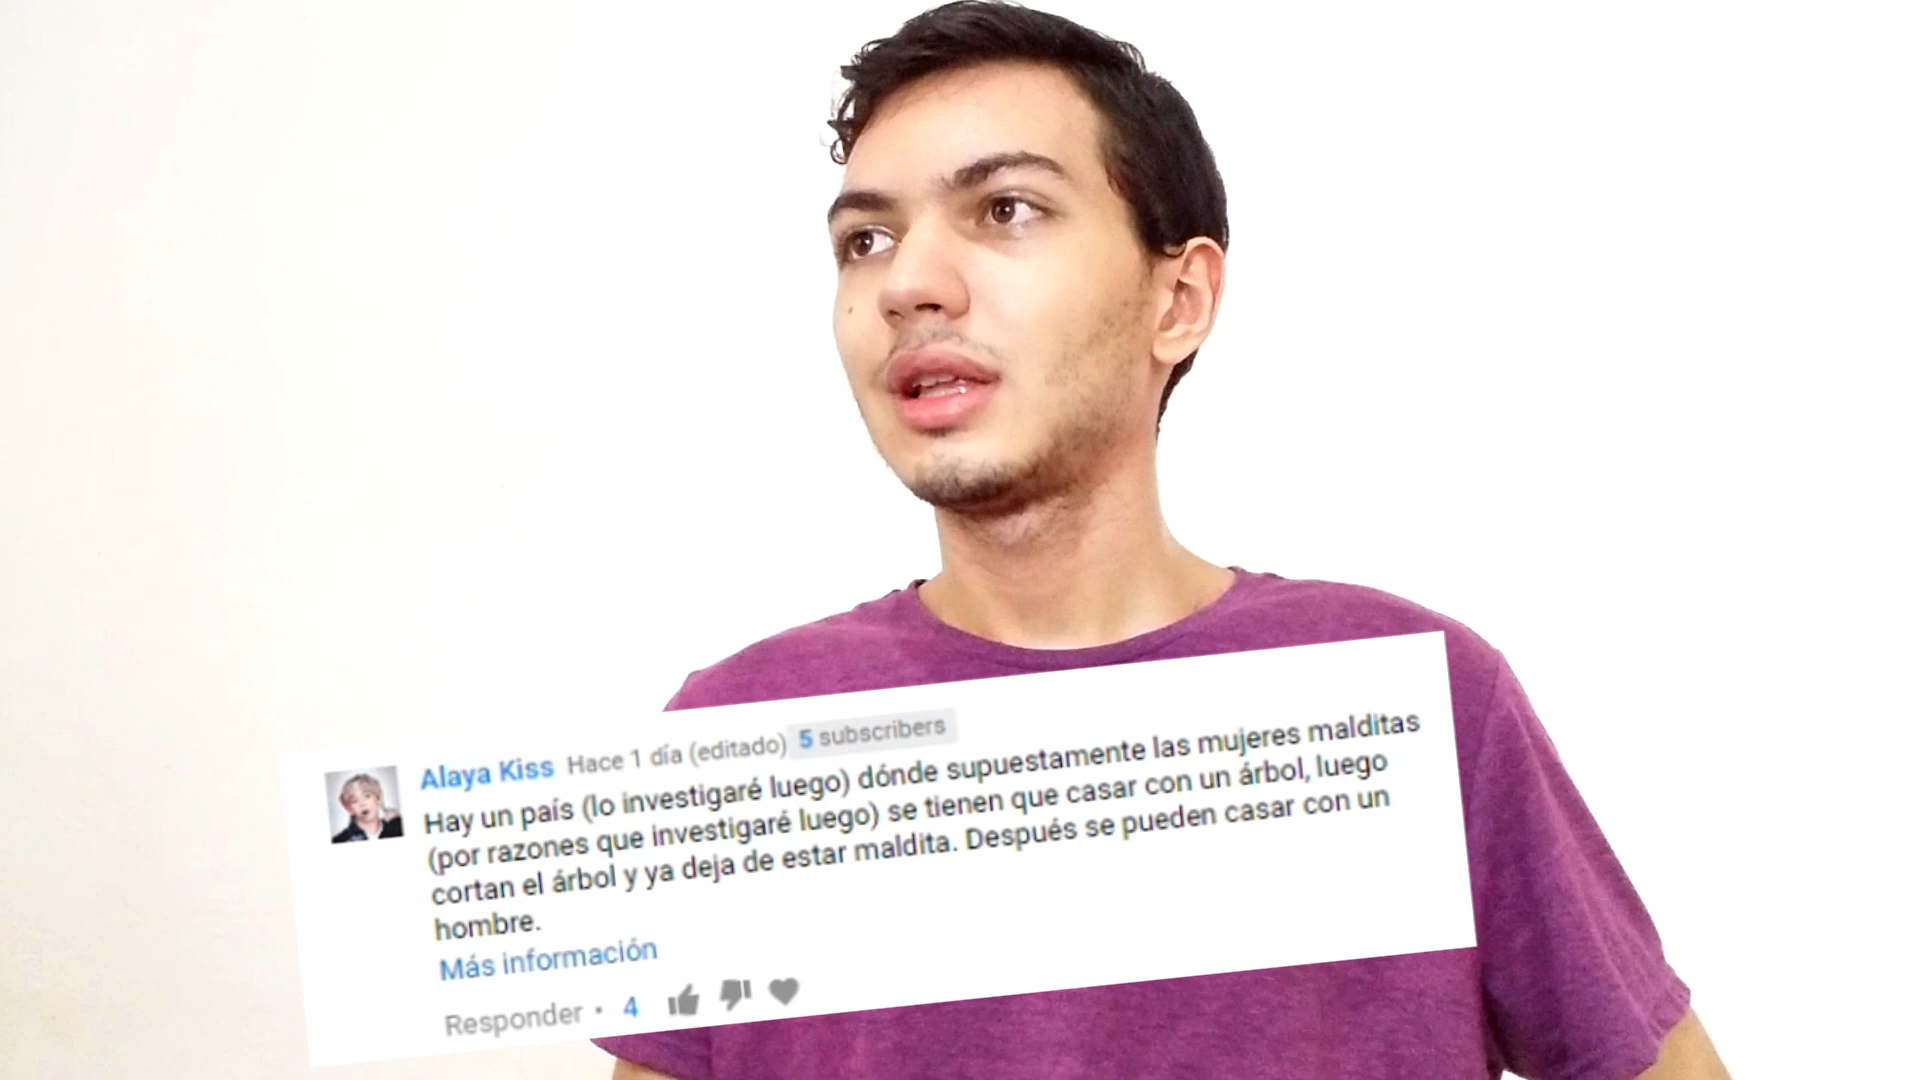 Alaya Kiss Hace 1 día (editado) 5 subscribers
Hay un país (lo investigaré luego) dónde supuestamente las mujeres malditas
(por razones que investigaré luego) se tienen que casar con un árbol, luego
cortan el árbol y ya deja de estar maldita. Después se pueden casar con un
hombre.
Más información
Responder • 4